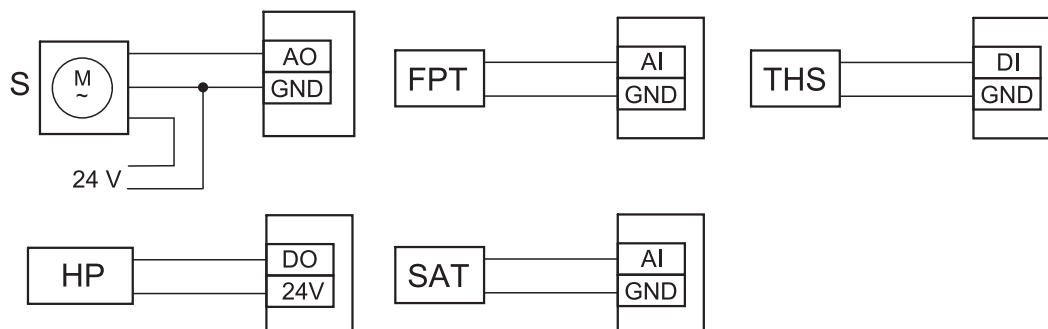 S
M
~
AO
GND
24 V
FPT
AI
GND
THS
DI
GND
HP
DO
24V
SAT
AI
GND